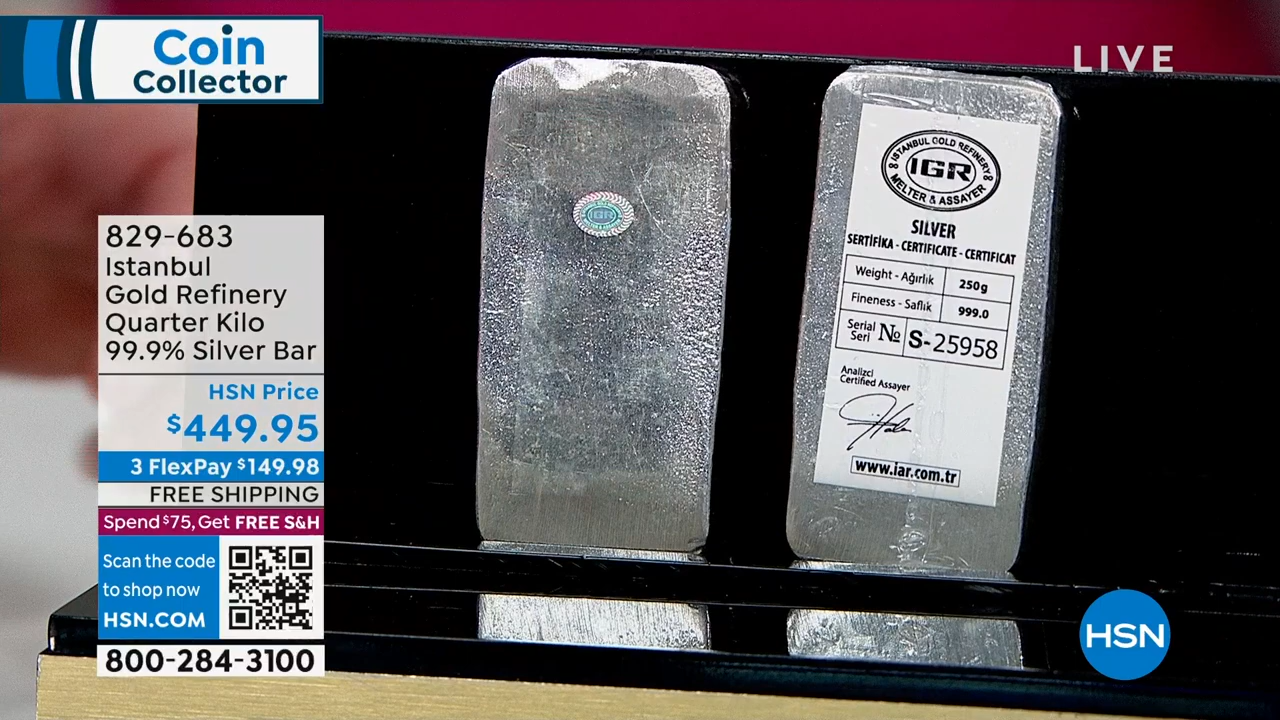 Coin
Collector
LIVE
829-683
Istanbul
Gold Refinery
Quarter Kilo
99.9% Silver Bar
HSN Price
$449.95
3 FlexPay $149.98
FREE SHIPPING
Spend $75, Get FREE S&H
Scan the code
to shop now
HSN.COM
800-284-3100
IGR
ISTANBUL GOLD REFINERY
IGR
MELTER & ASSAYER
SILVER
SERTİFİKA - CERTIFICATE - CERTIFICAT
Weight - Ağırlık 250g
Fineness - Saflık 999.0
Serial Seri № S-25958
Analizci
Certified Assayer
www.iar.com.tr
HSN